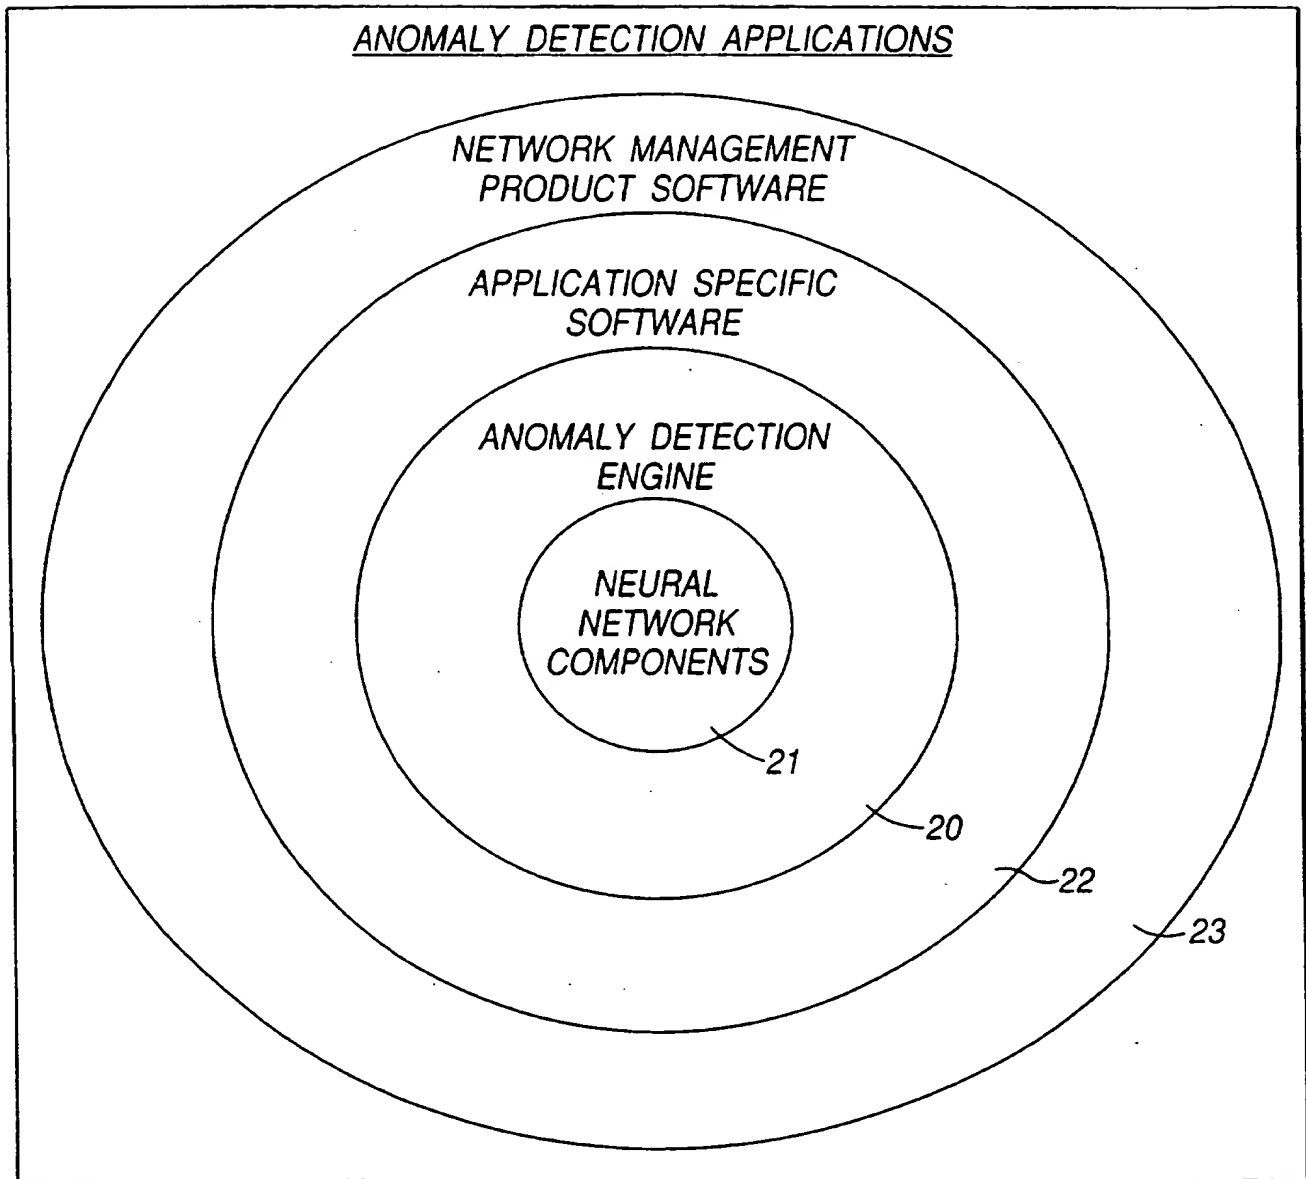 ANOMALY DETECTION APPLICATIONS
NETWORK MANAGEMENT
PRODUCT SOFTWARE
APPLICATION SPECIFIC
SOFTWARE
ANOMALY DETECTION
ENGINE
NEURAL
NETWORK
COMPONENTS
21
20
22
23